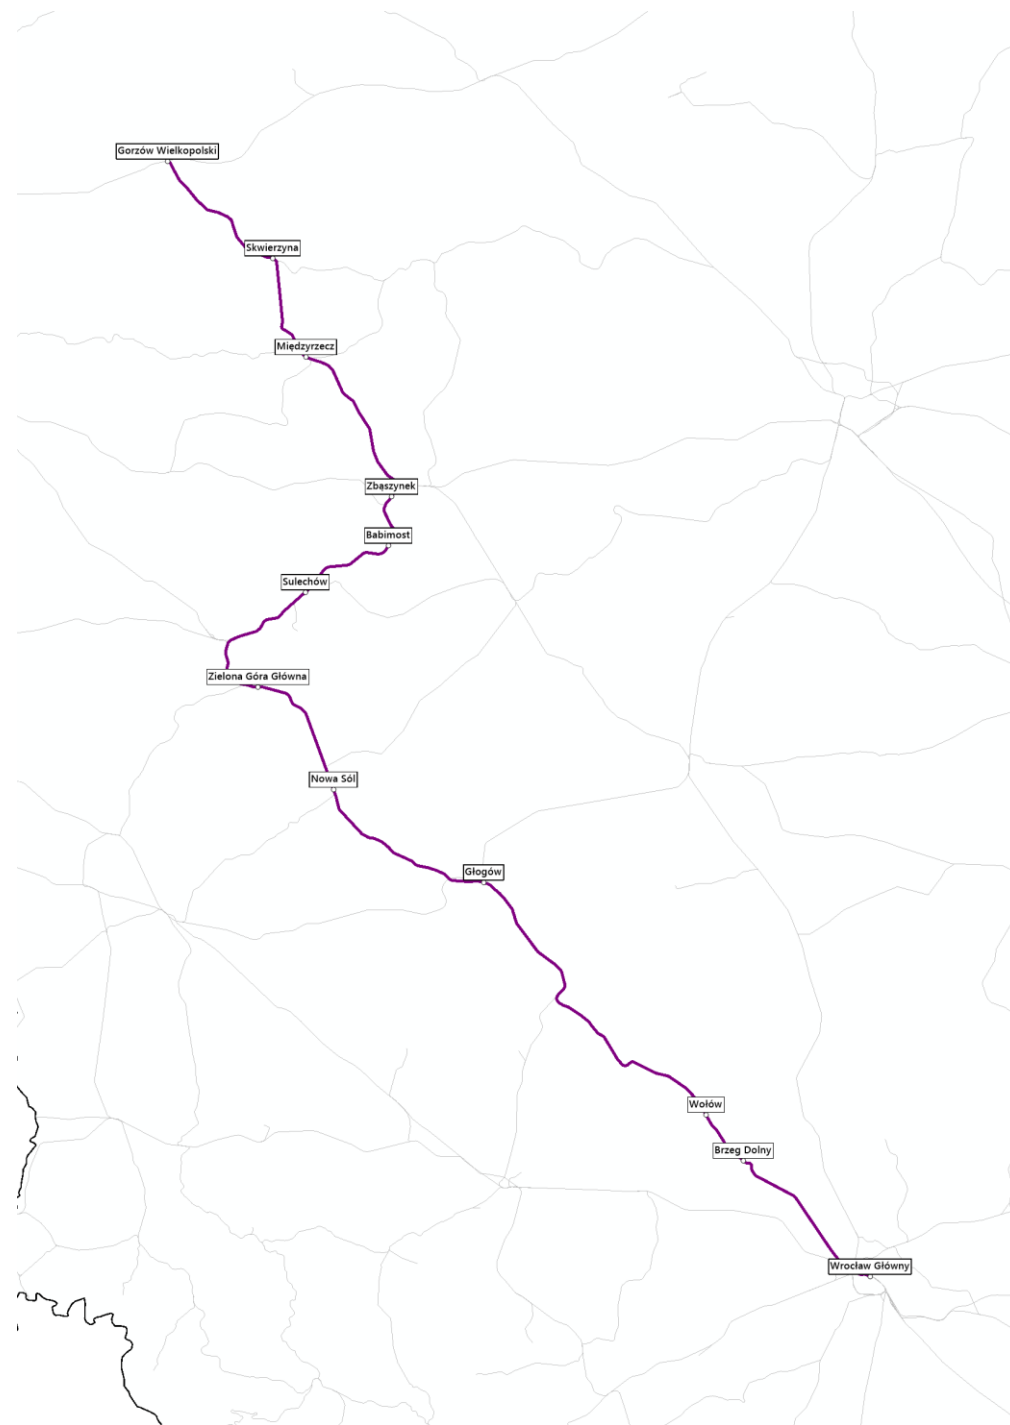 Gorzów Wielkopolski
Skwierzyna
Międzyrzecz
Zbąszynek
Babimost
Sulechów
Zielona Góra Główna
Nowa Sól
Głogów
Wołów
Brzeg Dolny
Wrocław Główny